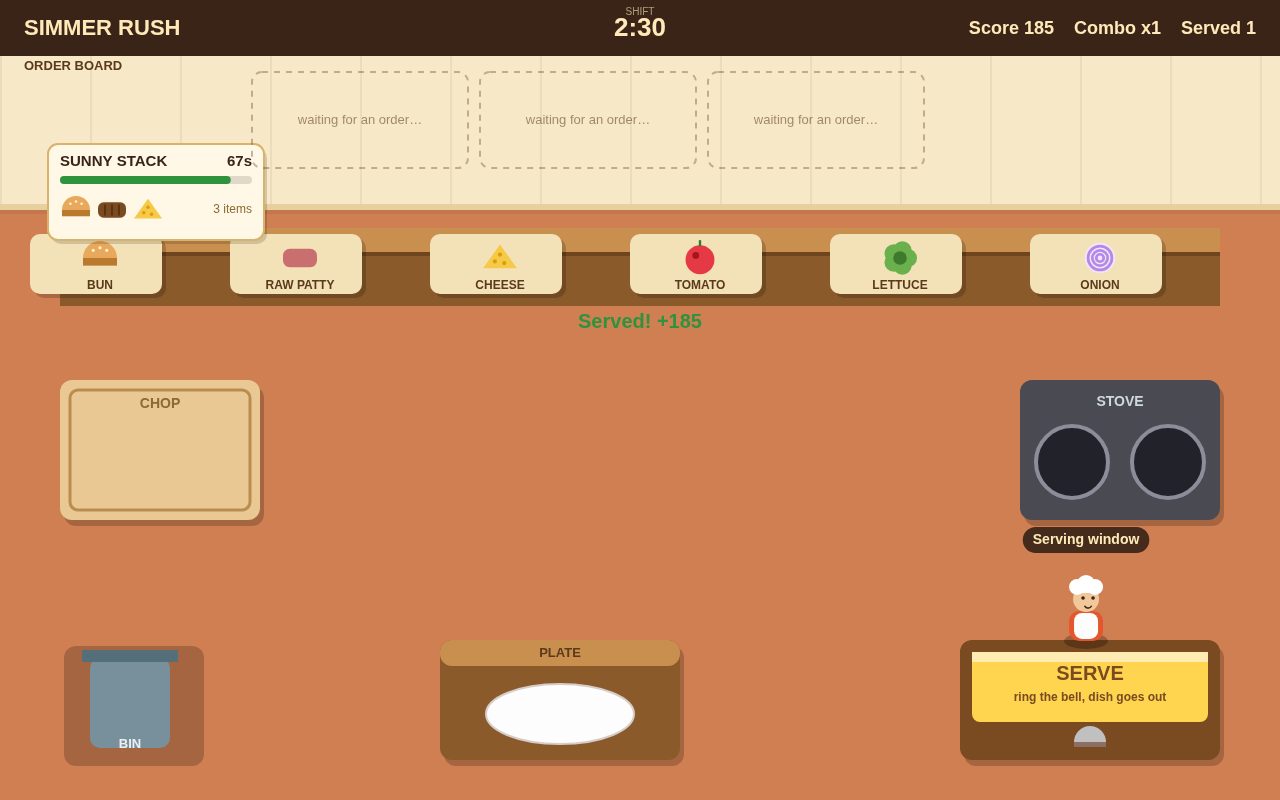 SIMMER RUSH
SHIFT
2:30
Score 185 Combo x1 Served 1
ORDER BOARD
waiting for an order…
waiting for an order…
waiting for an order…
SUNNY STACK 67s
3 items
BUN
RAW PATTY
CHEESE
TOMATO
LETTUCE
ONION
Served! +185
CHOP
STOVE
Serving window
BIN
PLATE
SERVE
ring the bell, dish goes out